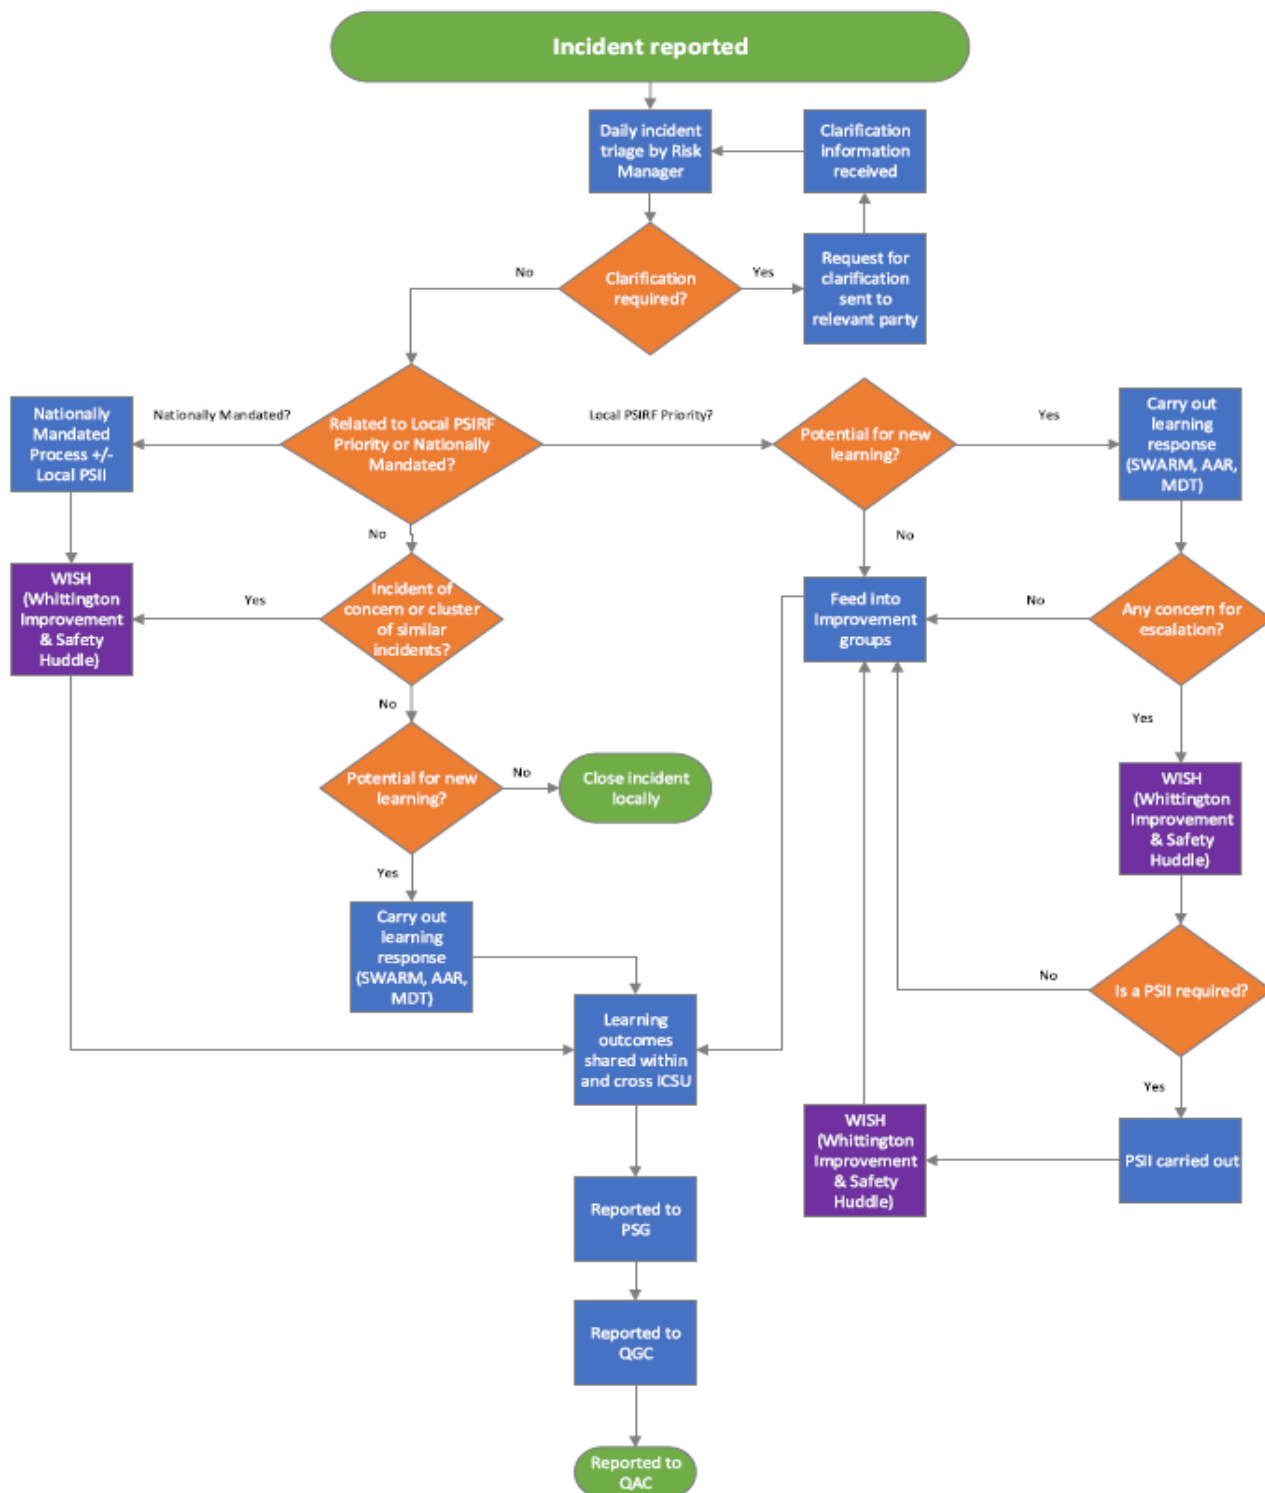 Incident reported
Daily incident
triage by Risk
Manager
Clarification
information
received
No
Clarification
required?
Yes
Request for
clarification
sent to
relevant party
Nationally
Mandated
Process +/-
Local PSII
Nationally Mandated?
Related to Local PSIRF
Priority or Nationally
Mandated?
Local PSIRF Priority?
Potential for new
learning?
Yes
Carry out
learning
response
(SWARM, AAR,
MDT)
No
No
WISH
(Whittington
Improvement
& Safety
Huddle)
Yes
Incident of
concern or cluster
of similar
incidents?
Feed into
Improvement
groups
No
Any concern for
escalation?
No
Yes
Potential for new
learning?
No
Close incident
locally
WISH
(Whittington
Improvement
& Safety
Huddle)
Yes
Carry out
learning
response
(SWARM, AAR,
MDT)
No
Is a PSII required?
Learning
outcomes
shared within
and cross ICSU
Yes
WISH
(Whittington
Improvement
& Safety
Huddle)
PSII carried out
Reported to
PSG
Reported to
QGC
Reported to
QAC